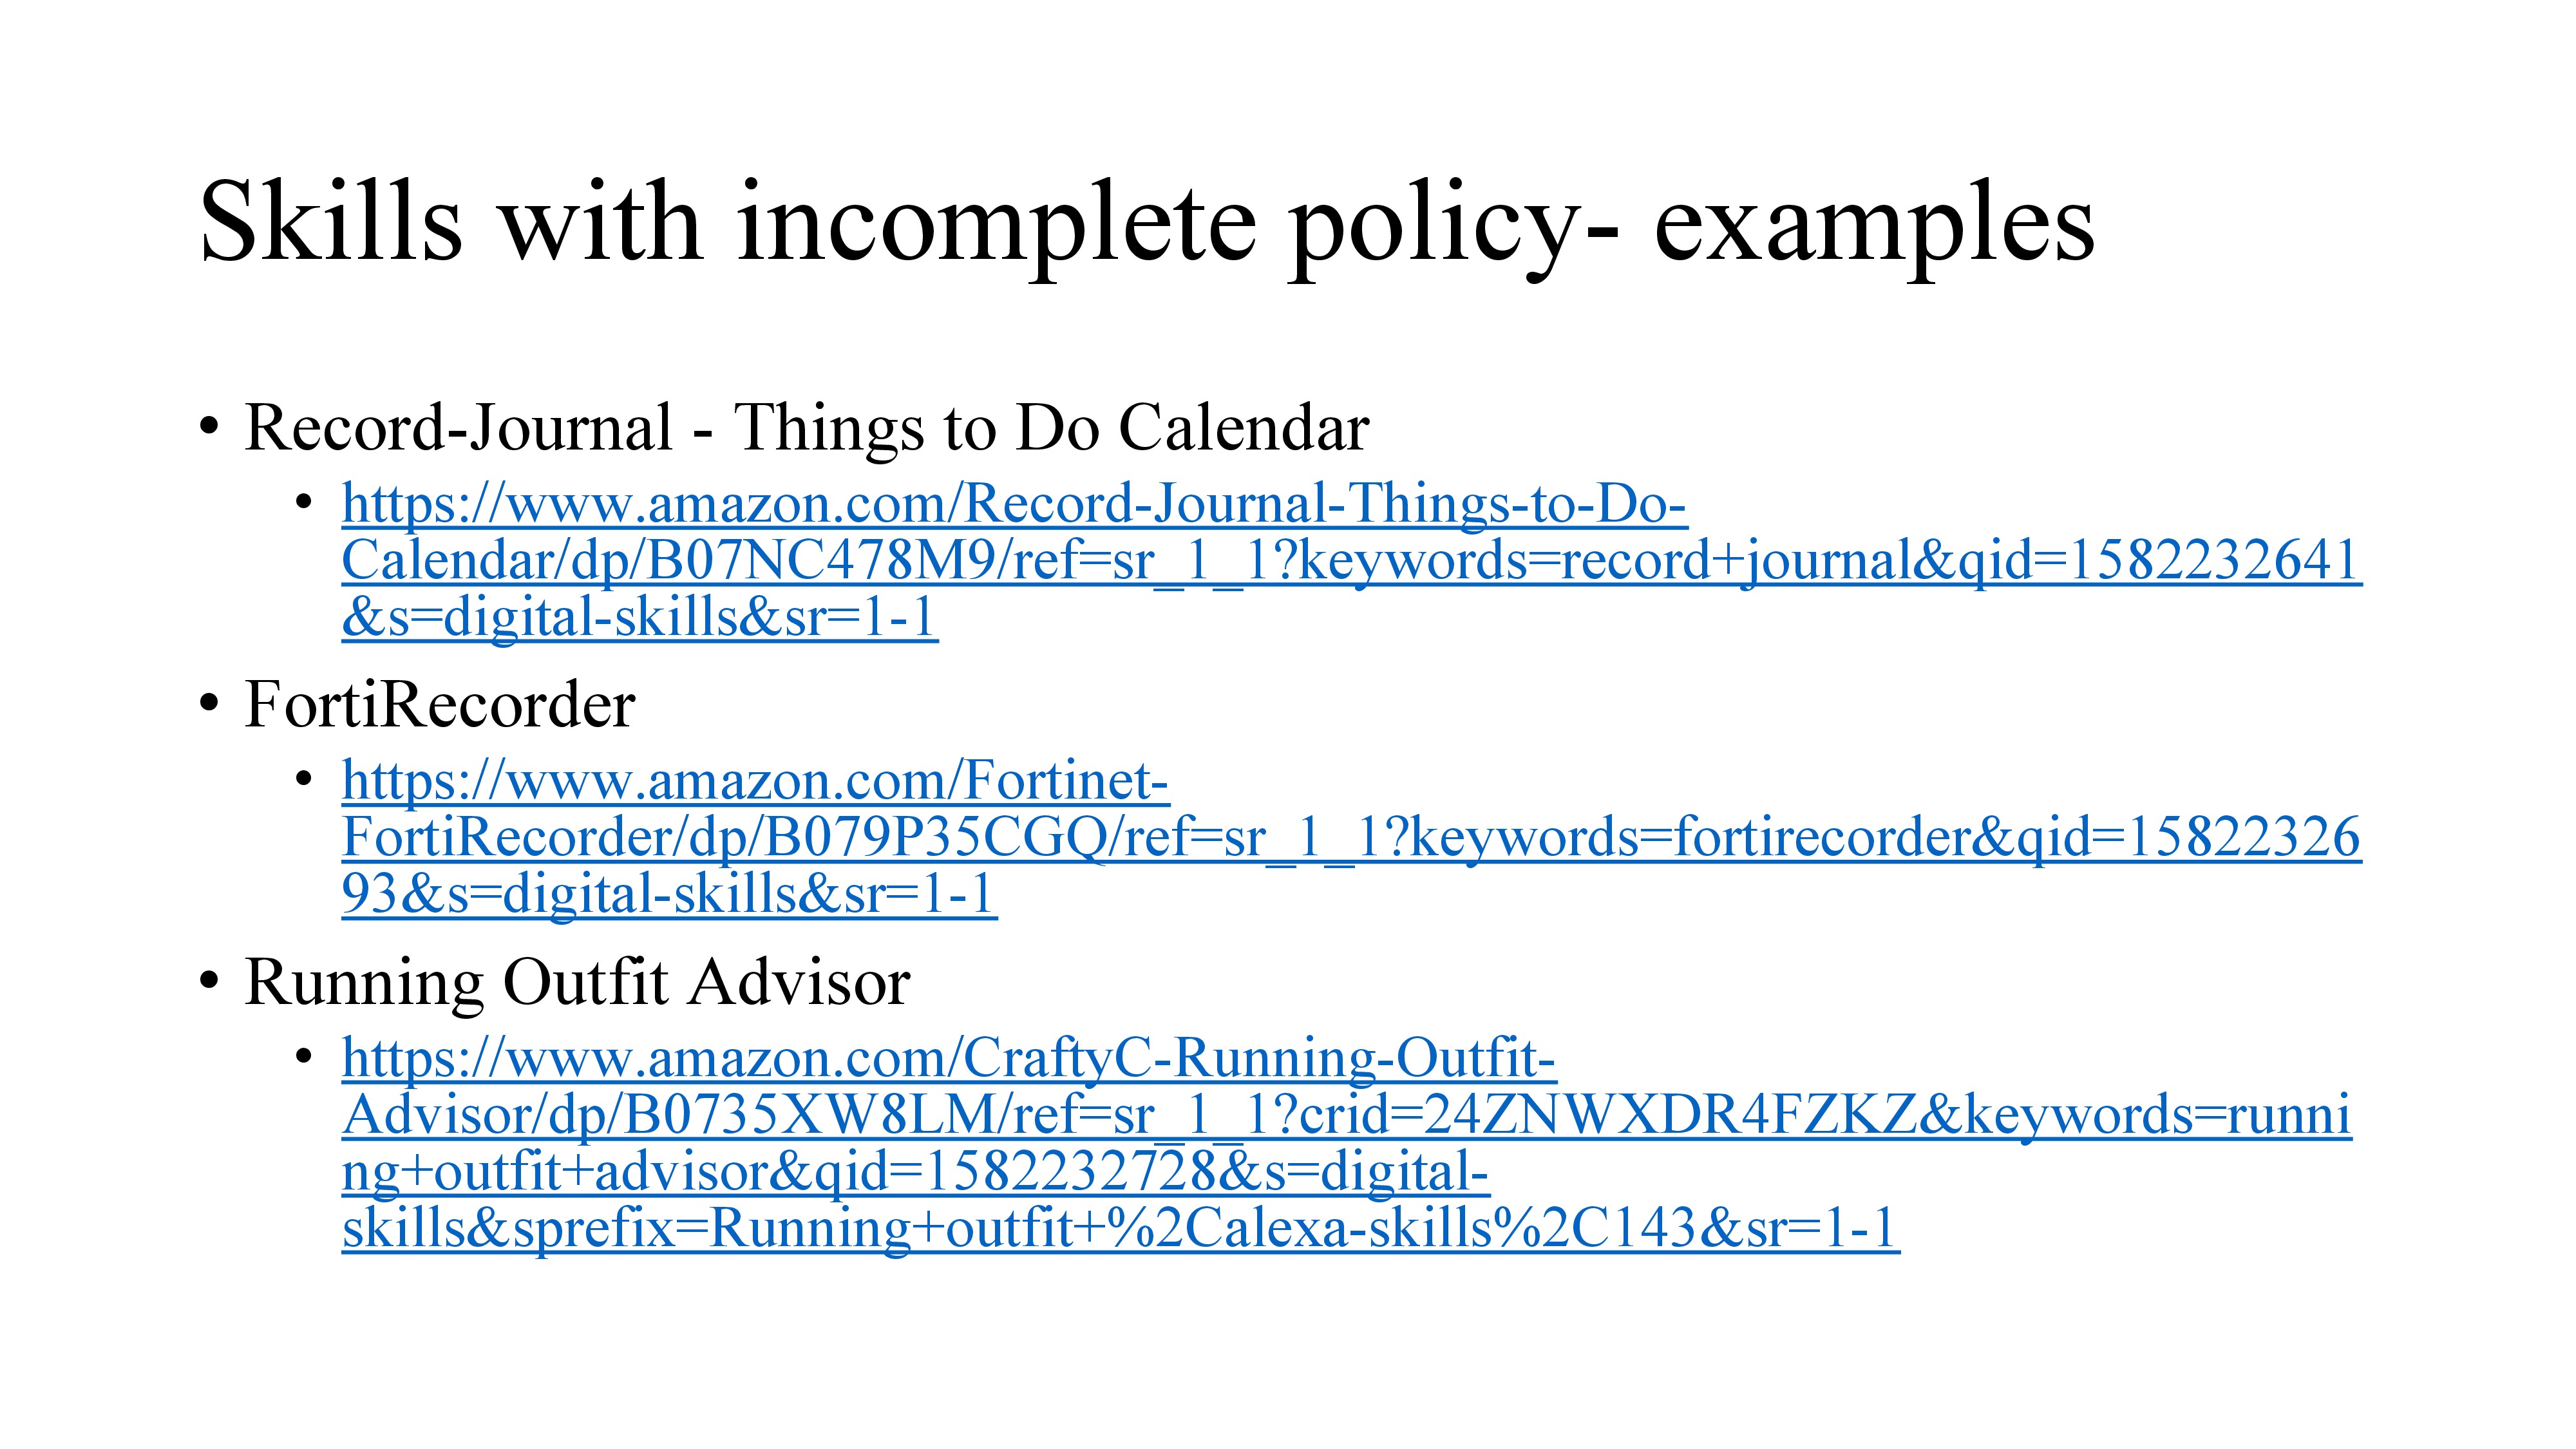 Skills with incomplete policy- examples
• Record-Journal - Things to Do Calendar
• https://www.amazon.com/Record-Journal-Things-to-Do-
Calendar/dp/B07NC478M9/ref=sr_1_1?keywords=record+journal&qid=1582232641
&s=digital-skills&sr=1-1
• FortiRecorder
• https://www.amazon.com/Fortinet-
FortiRecorder/dp/B079P35CGQ/ref=sr_1_1?keywords=fortirecorder&qid=15822326
93&s=digital-skills&sr=1-1
• Running Outfit Advisor
• https://www.amazon.com/CraftyC-Running-Outfit-
Advisor/dp/B0735XW8LM/ref=sr_1_1?crid=24ZNWXDR4FZKZ&keywords=runni
ng+outfit+advisor&qid=1582232728&s=digital-
skills&sprefix=Running+outfit+%2Calexa-skills%2C143&sr=1-1